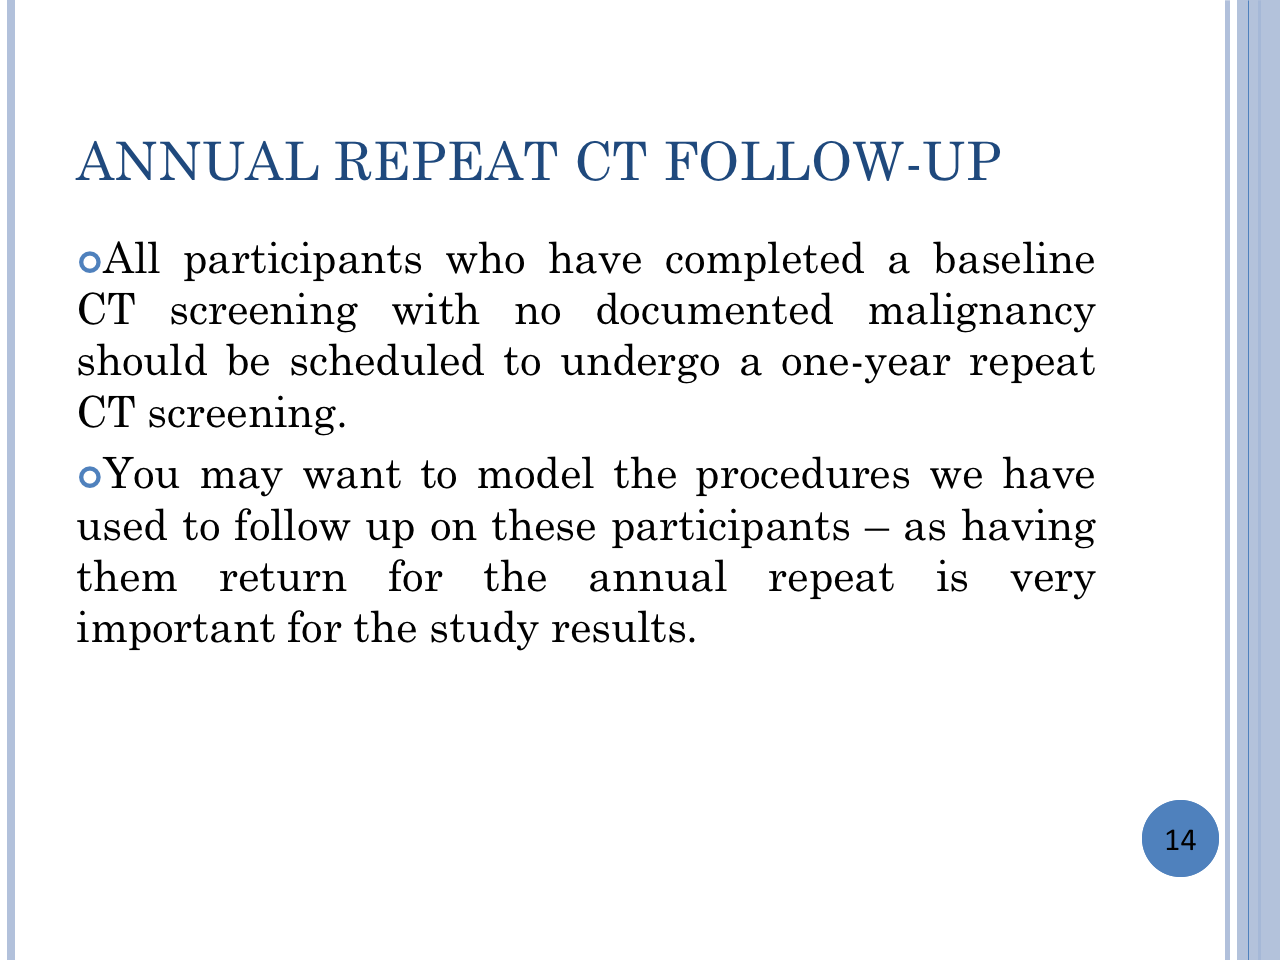 ANNUAL REPEAT CT FOLLOW-UP
All participants who have completed a baseline
CT screening with no documented malignancy
should be scheduled to undergo a one-year repeat
CT screening.
You may want to model the procedures we have
used to follow up on these participants – as having
them return for the annual repeat is very
important for the study results.
14